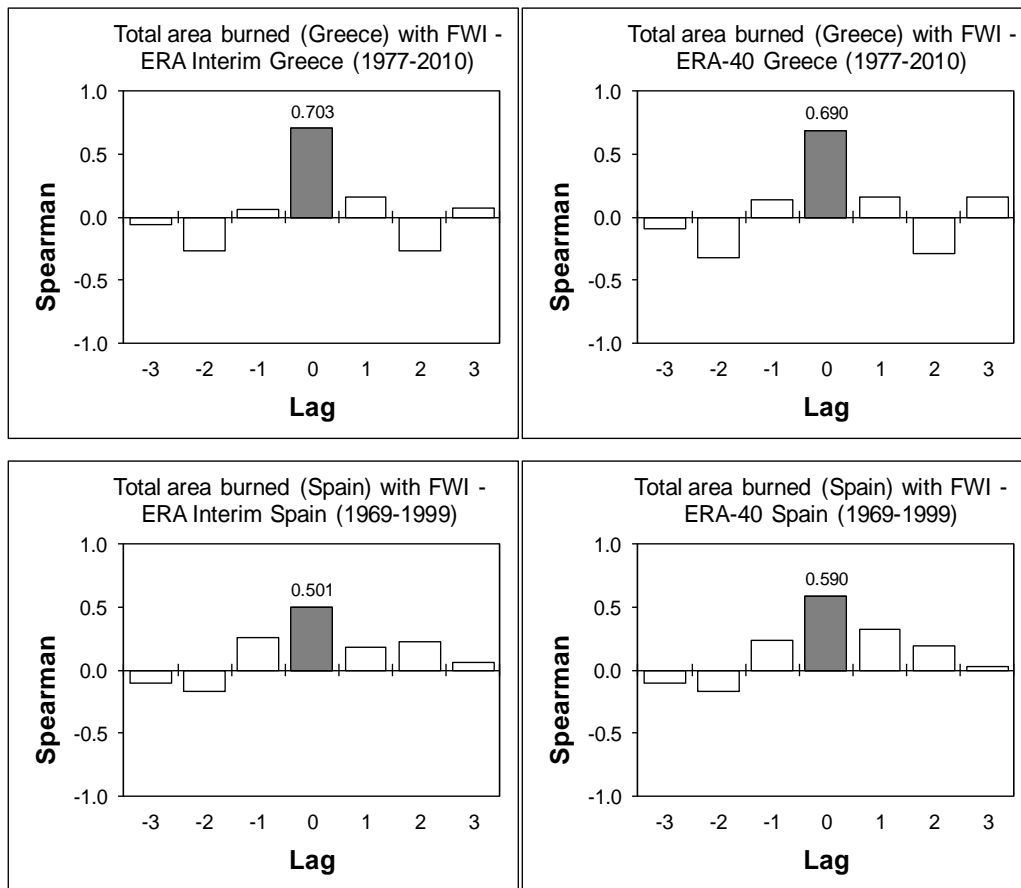 Total area burned (Greece) with FWI -
ERA Interim Greece (1977-2010)
1.0
0.5
0.0
-0.5
-1.0
Spearman
0.703
-3 -2 -1 0 1 2 3
Lag
Total area burned (Greece) with FWI -
ERA-40 Greece (1977-2010)
1.0
0.5
0.0
-0.5
-1.0
Spearman
0.690
-3 -2 -1 0 1 2 3
Lag
Total area burned (Spain) with FWI -
ERA Interim Spain (1969-1999)
1.0
0.5
0.0
-0.5
-1.0
Spearman
0.501
-3 -2 -1 0 1 2 3
Lag
Total area burned (Spain) with FWI -
ERA-40 Spain (1969-1999)
1.0
0.5
0.0
-0.5
-1.0
Spearman
0.590
-3 -2 -1 0 1 2 3
Lag